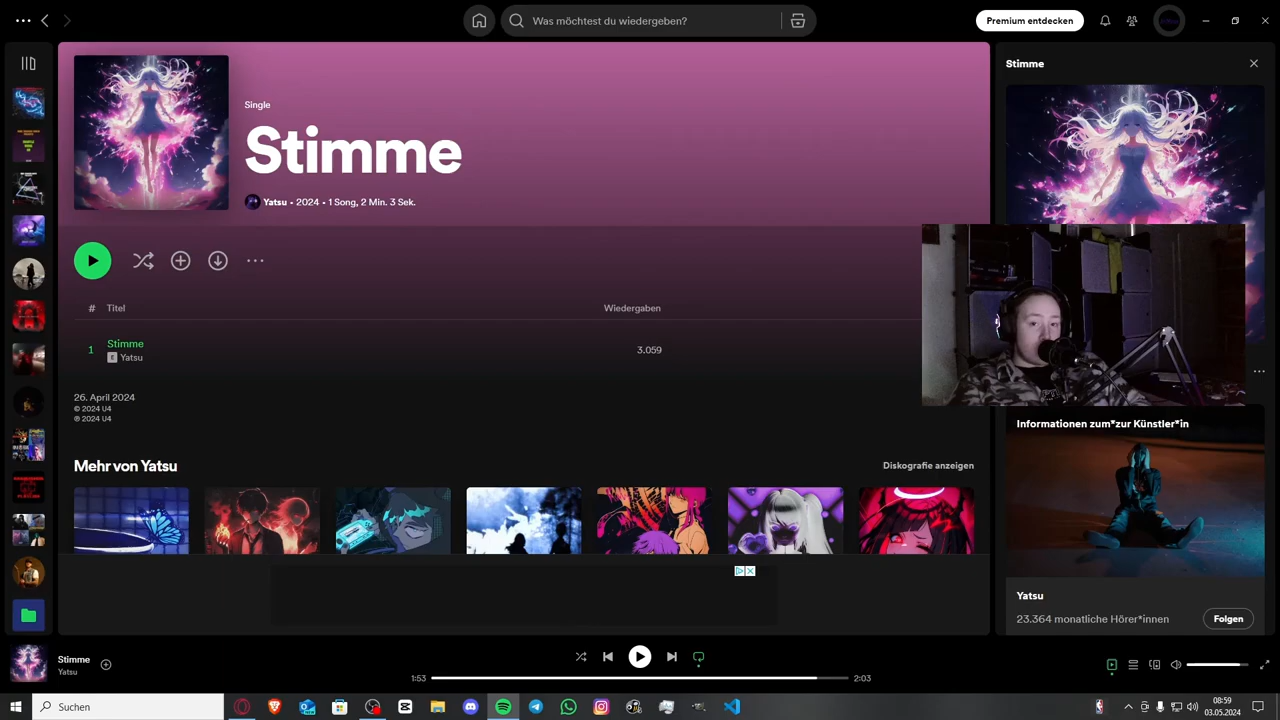 Was möchtest du wiedergeben?
Premium entdecken
Single
Stimme
Yatsu • 2024 • 1 Song, 2 Min. 3 Sek.
# Titel Wiedergaben
1 Stimme 3.059
E Yatsu
26. April 2024
© 2024 U4
℗ 2024 U4
Mehr von Yatsu
Diskografie anzeigen
Stimme
Informationen zum*zur Künstler*in
Yatsu
23.364 monatliche Hörer*innen
Folgen
Stimme
Yatsu
1:53
2:03
Suchen
08:59
03.05.2024